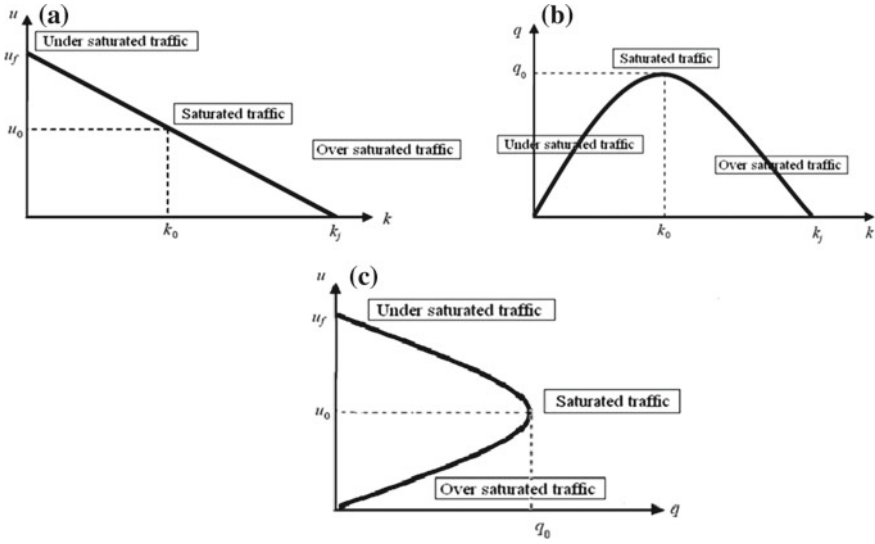 (a)
u
Under saturated traffic
u_f
Saturated traffic
u_0
Over saturated traffic
k_0
k_j
k
(b)
q
Saturated traffic
q_0
Under saturated traffic
Over saturated traffic
k_0
k_j
k
(c)
u
Under saturated traffic
u_f
Saturated traffic
u_0
Over saturated traffic
q_0
q